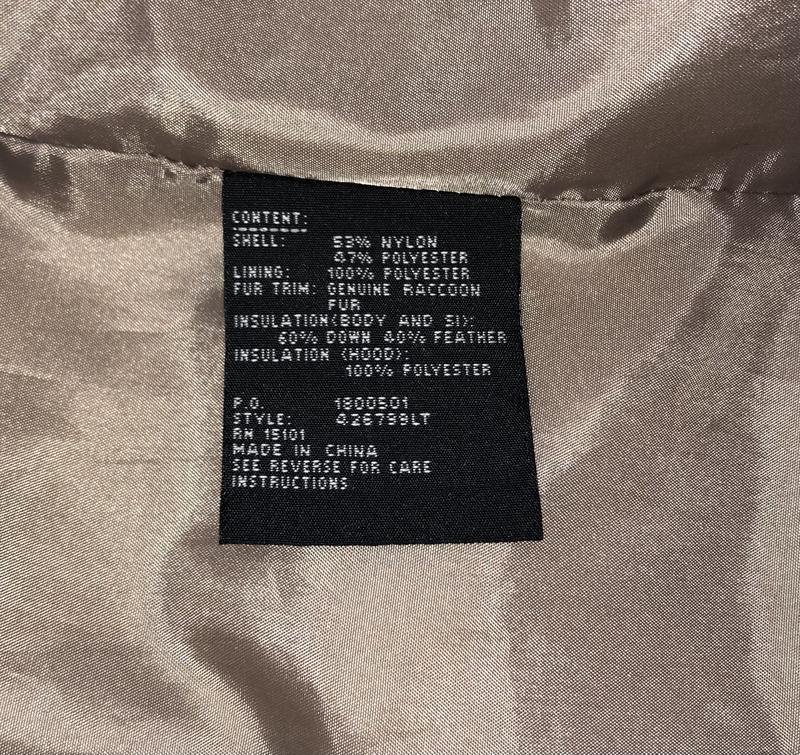 CONTENT:
SHELL: 53% NYLON
47% POLYESTER
LINING: 100% POLYESTER
FUR TRIM: GENUINE RACCOON
FUR
INSULATION(BODY AND SI):
60% DOWN 40% FEATHER
INSULATION (HOOD):
100% POLYESTER
P.O. 1800501
STYLE: 426799LT
RN 15101
MADE IN CHINA
SEE REVERSE FOR CARE
INSTRUCTIONS.